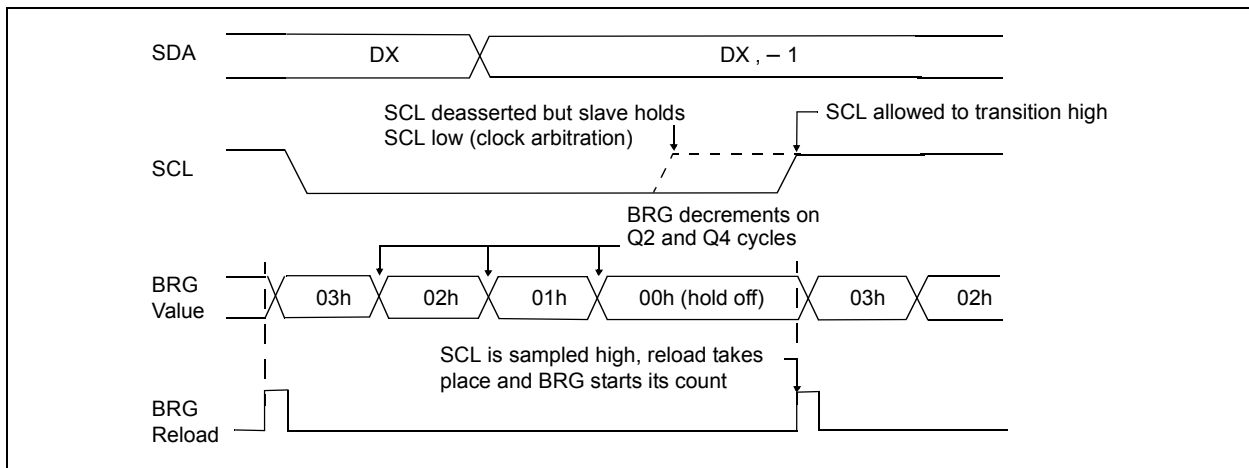 SDA
DX
DX , – 1
SCL deasserted but slave holds
SCL low (clock arbitration)
SCL allowed to transition high
SCL
BRG decrements on
Q2 and Q4 cycles
BRG
Value
03h
02h
01h
00h (hold off)
03h
02h
SCL is sampled high, reload takes
place and BRG starts its count
BRG
Reload